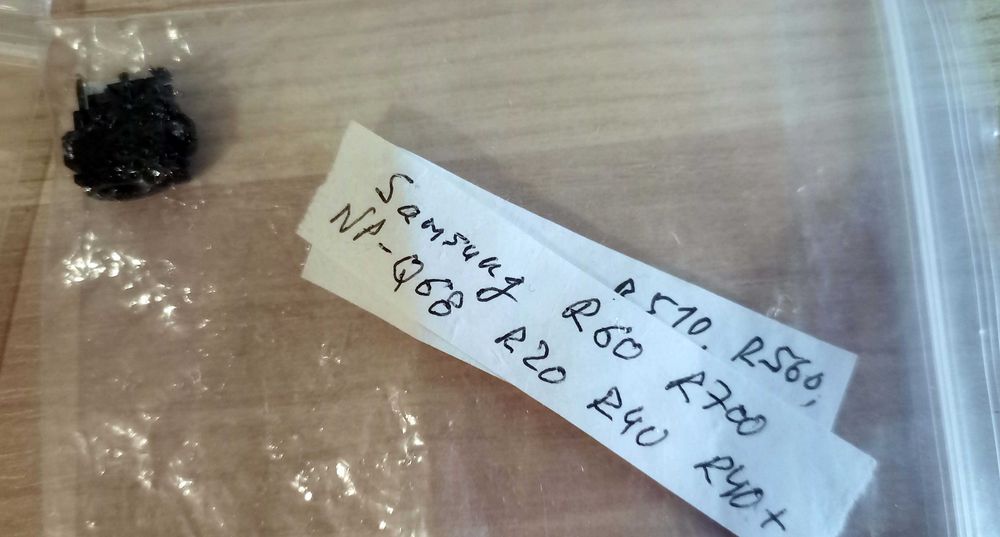 Samsung R60 R700
NP-Q68 R20 R40 R40+
R510. R560,